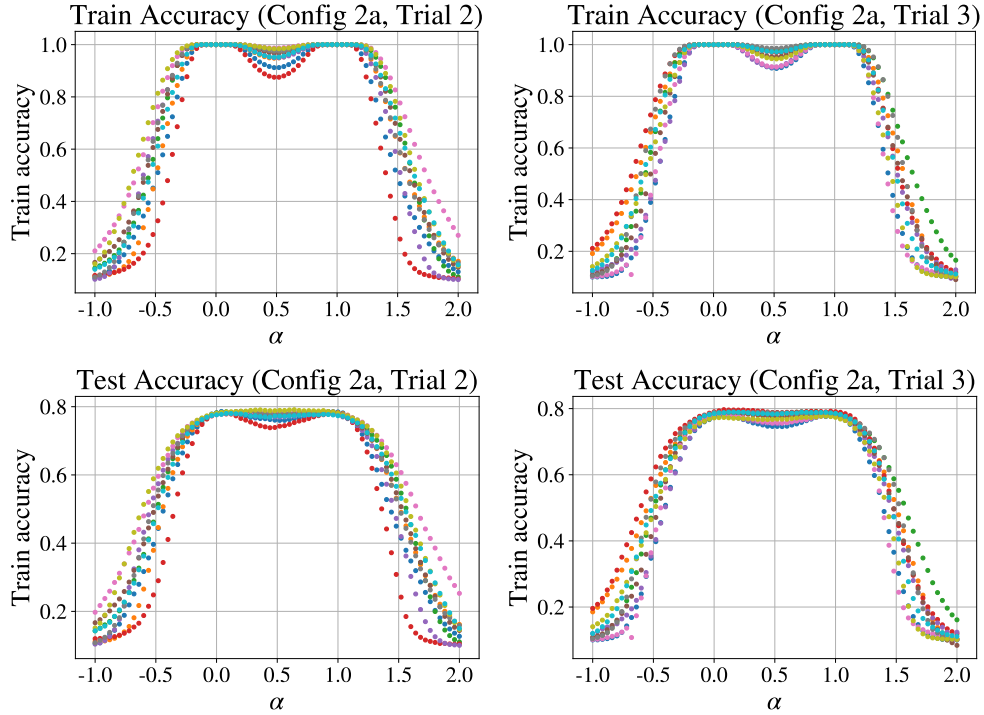 Train Accuracy (Config 2a, Trial 2)
Train accuracy
1.0
0.8
0.6
0.4
0.2
-1.0 -0.5 0.0 0.5 1.0 1.5 2.0
α
Train Accuracy (Config 2a, Trial 3)
Train accuracy
1.0
0.8
0.6
0.4
0.2
-1.0 -0.5 0.0 0.5 1.0 1.5 2.0
α
Test Accuracy (Config 2a, Trial 2)
Train accuracy
0.8
0.6
0.4
0.2
-1.0 -0.5 0.0 0.5 1.0 1.5 2.0
α
Test Accuracy (Config 2a, Trial 3)
Train accuracy
0.8
0.6
0.4
0.2
-1.0 -0.5 0.0 0.5 1.0 1.5 2.0
α